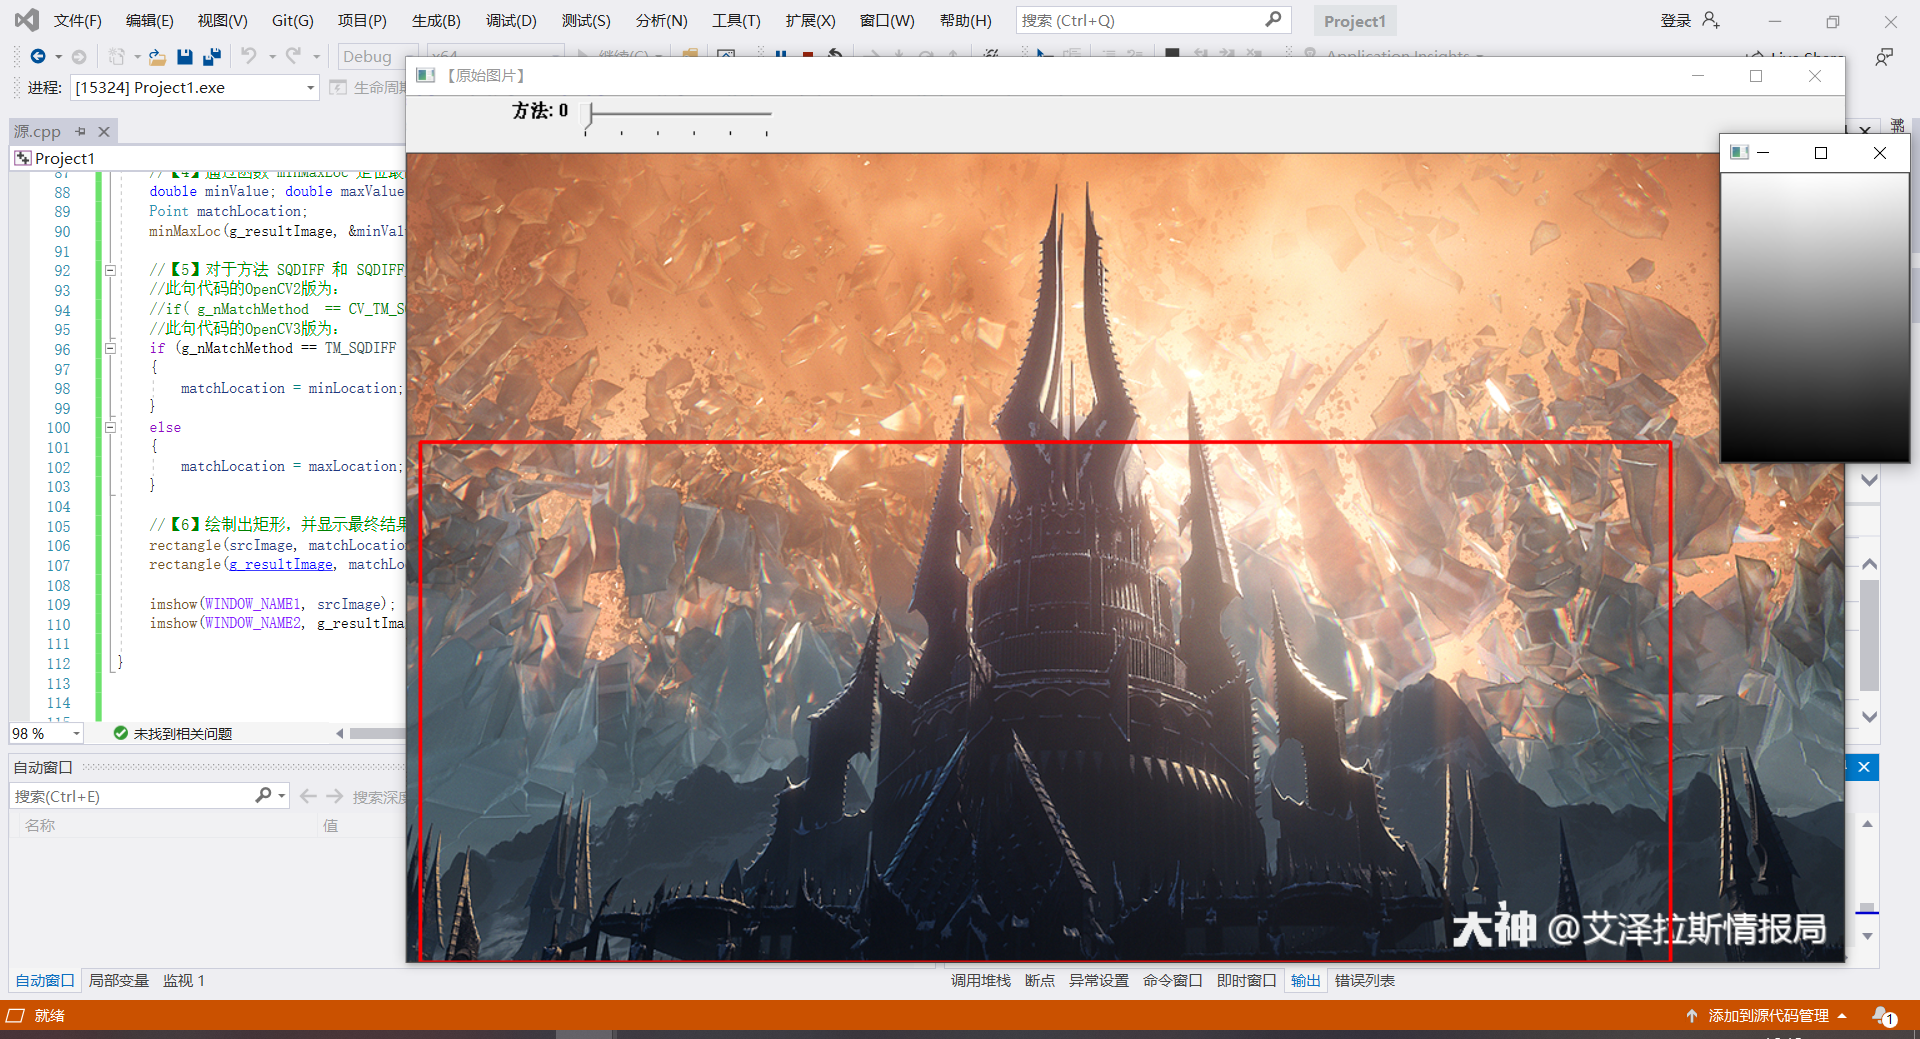 文件(F) 编辑(E) 视图(V) Git(G) 项目(P) 生成(B) 调试(D) 测试(S) 分析(N) 工具(T) 扩展(X) 窗口(W) 帮助(H) 搜索 (Ctrl+Q) Project1 登录
Debug
进程: [15324] Project1.exe 生命周期
【原始图片】
方法: 0
源.cpp
Project1
87 //【4】通过函数 minMaxLoc 定位最
88 double minValue; double maxValue
89 Point matchLocation;
90 minMaxLoc(g_resultImage, &minVal
91
92 //【5】对于方法 SQDIFF 和 SQDIFF
93 //此句代码的OpenCV2版为:
94 //if( g_nMatchMethod  == CV_TM_S
95 //此句代码的OpenCV3版为:
96 if (g_nMatchMethod == TM_SQDIFF
97 {
98 matchLocation = minLocation;
99 }
100 else
101 {
102 matchLocation = maxLocation;
103 }
104
105 //【6】绘制出矩形，并显示最终结果
106 rectangle(srcImage, matchLocation
107 rectangle(g_resultImage, matchLo
108
109 imshow(WINDOW_NAME1, srcImage);
110 imshow(WINDOW_NAME2, g_resultIma
111
112 }
113
114
98 % 未找到相关问题
自动窗口
搜索(Ctrl+E) 搜索深度
名称 值
大神 @艾泽拉斯情报局
自动窗口 局部变量 监视 1 调用堆栈 断点 异常设置 命令窗口 即时窗口 输出 错误列表
就绪 添加到源代码管理 1